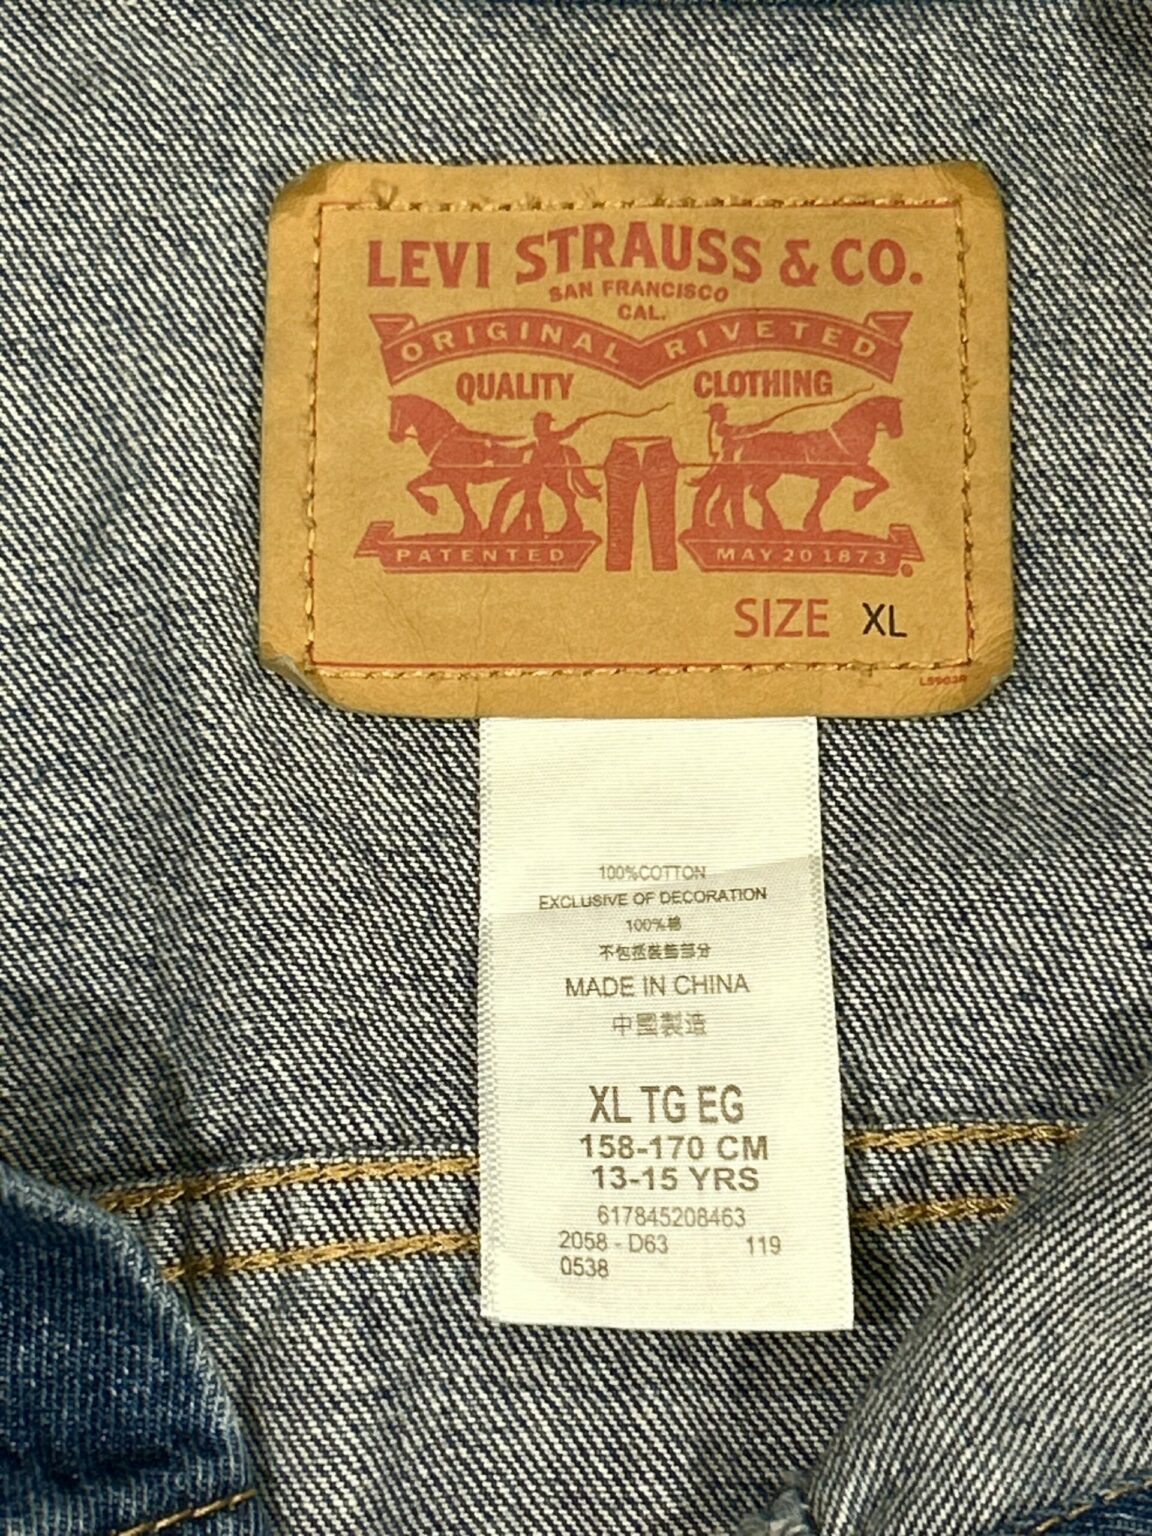 LEVI STRAUSS & CO.
SAN FRANCISCO
CAL.
ORIGINAL RIVETED
QUALITY CLOTHING
PATENTED MAY 20 1873
®
SIZE XL
100%COTTON
EXCLUSIVE OF DECORATION
100%棉
不包括裝飾部分
MADE IN CHINA
中國製造
XL TG EG
158-170 CM
13-15 YRS
617845208463
2058 - D63 119
0538